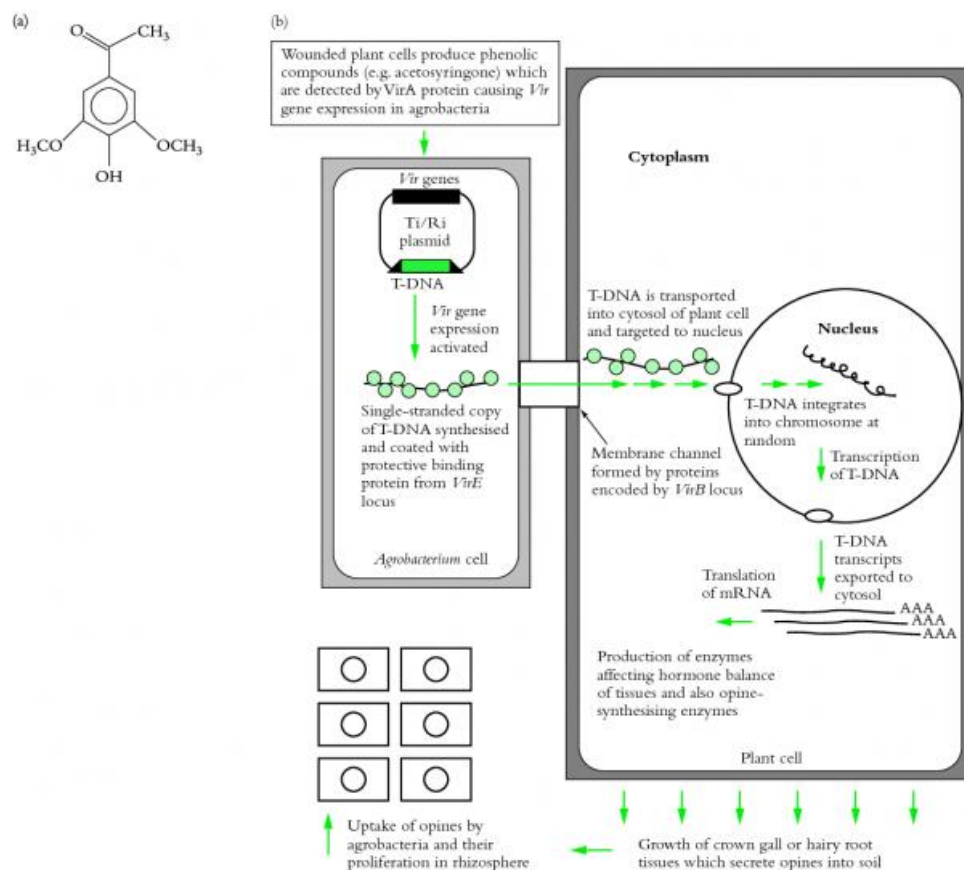 (a)
O
CH₃
H₃CO
OCH₃
OH
(b)
Wounded plant cells produce phenolic
compounds (e.g. acetosyringone) which
are detected by VirA protein causing Vir
gene expression in agrobacteria
Vir genes
Ti/Ri
plasmid
T-DNA
Vir gene
expression
activated
Single-stranded copy
of T-DNA synthesised
and coated with
protective binding
protein from VirE
locus
Agrobacterium cell
Cytoplasm
T-DNA is transported
into cytosol of plant cell
and targeted to nucleus
Nucleus
T-DNA integrates
into chromosome at
random
Membrane channel
formed by proteins
encoded by VirB locus
Transcription
of T-DNA
T-DNA
transcripts
exported to
cytosol
Translation
of mRNA
AAA
AAA
AAA
Production of enzymes
affecting hormone balance
of tissues and also opine-
synthesising enzymes
Plant cell
Uptake of opines by
agrobacteria and their
proliferation in rhizosphere
Growth of crown gall or hairy root
tissues which secrete opines into soil